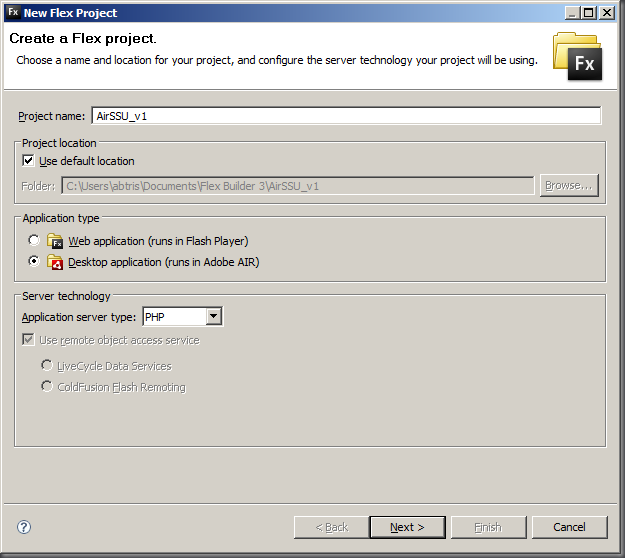 Fx New Flex Project
Create a Flex project.
Choose a name and location for your project, and configure the server technology your project will be using.
Fx
Project name: AirSSU_v1
Project location
Use default location
Folder: C:\Users\abtris\Documents\Flex Builder 3\AirSSU_v1 Browse...
Application type
Fx Web application (runs in Flash Player)
Desktop application (runs in Adobe AIR)
Server technology
Application server type: PHP
Use remote object access service
LiveCycle Data Services
ColdFusion Flash Remoting
? < Back Next > Finish Cancel